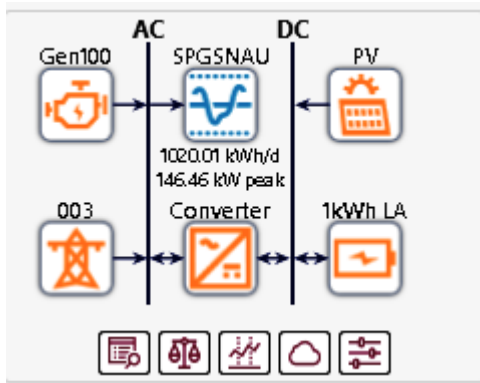 AC DC
Gen100 SPGSNAU PV
1020.01 kWh/d
146.46 kW peak
003 Converter 1kWh LA